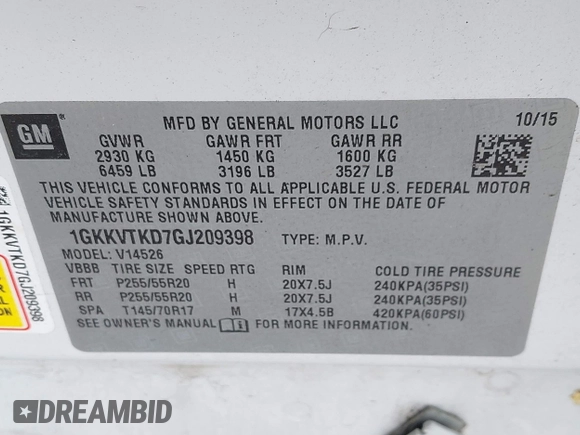 GM
MFD BY GENERAL MOTORS LLC 10/15
GVWR GAWR FRT GAWR RR
2930 KG 1450 KG 1600 KG
6459 LB 3196 LB 3527 LB
THIS VEHICLE CONFORMS TO ALL APPLICABLE U.S. FEDERAL MOTOR
VEHICLE SAFETY STANDARDS IN EFFECT ON THE DATE OF
MANUFACTURE SHOWN ABOVE.
1GKKVTKD7GJ209398 TYPE: M.P.V.
MODEL: V14526
VBBB TIRE SIZE SPEED RTG RIM COLD TIRE PRESSURE
FRT P255/55R20 H 20X7.5J 240KPA(35PSI)
RR P255/55R20 H 20X7.5J 240KPA(35PSI)
SPA T145/70R17 M 17X4.5B 420KPA(60PSI)
SEE OWNER'S MANUAL FOR MORE INFORMATION.
1GKKVTKD7GJ209398
DREAMBID